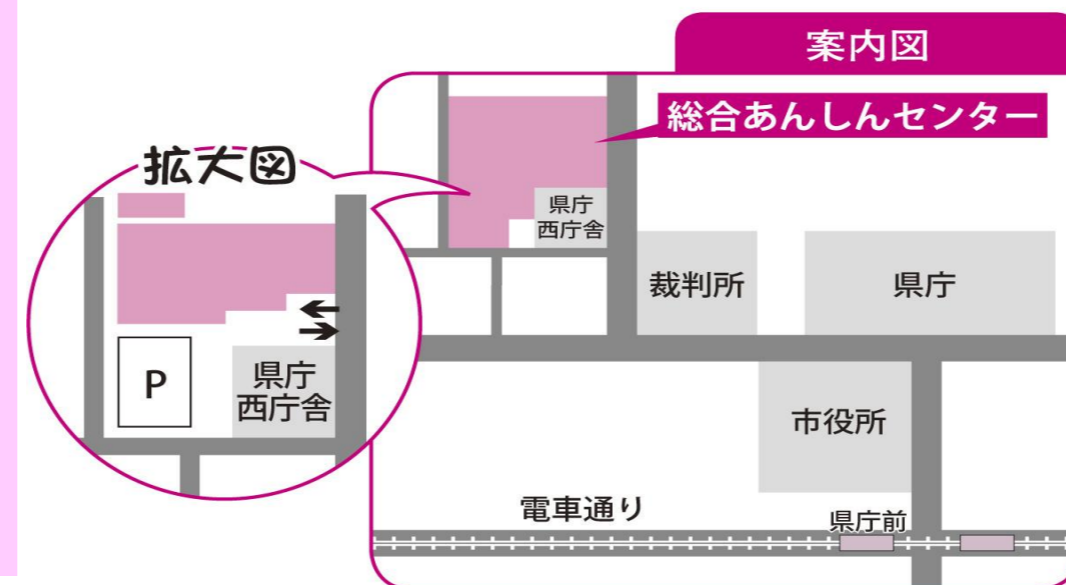 案内図
総合あんしんセンター
拡大図
県庁
西庁舎
裁判所
県庁
P
県庁
西庁舎
市役所
電車通り
県庁前